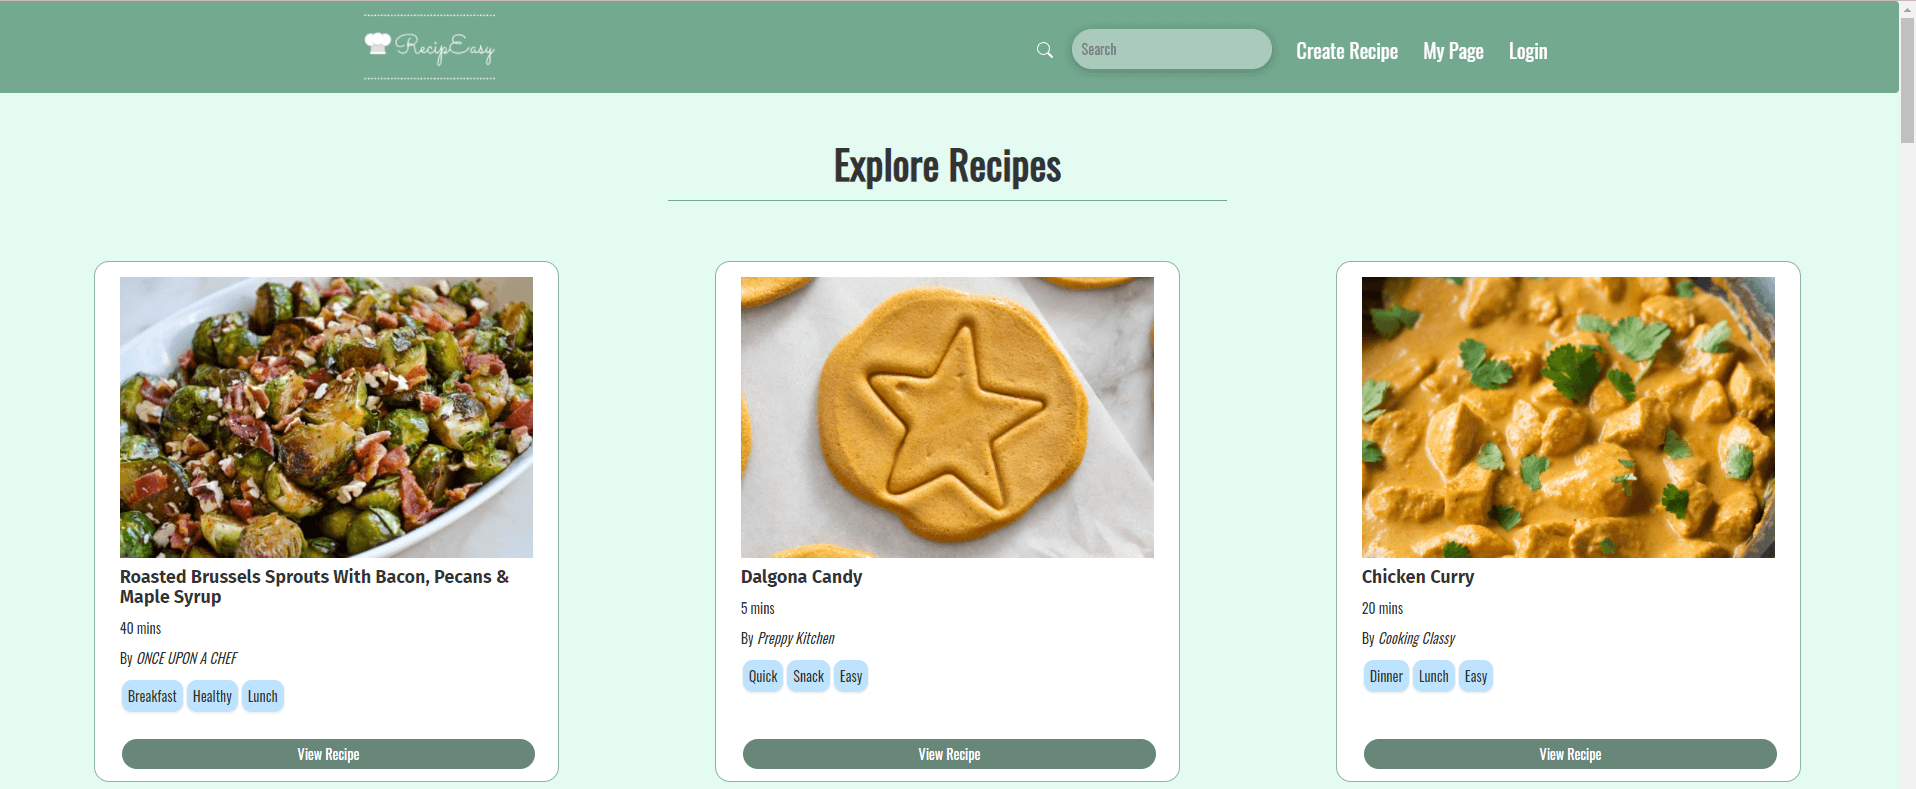 RecipEasy
Search
Create Recipe
My Page
Login
Explore Recipes
Roasted Brussels Sprouts With Bacon, Pecans &
Maple Syrup
40 mins
By ONCE UPON A CHEF
Breakfast Healthy Lunch
View Recipe
Dalgona Candy
5 mins
By Preppy Kitchen
Quick Snack Easy
View Recipe
Chicken Curry
20 mins
By Cooking Classy
Dinner Lunch Easy
View Recipe